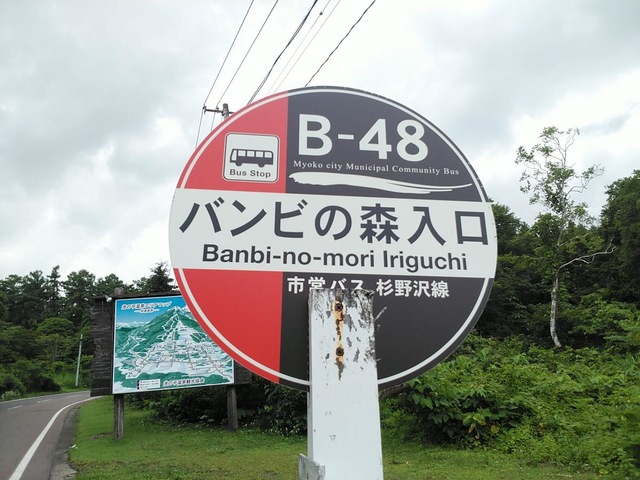 B-48
Myoko city Municipal Community Bus
Bus Stop
バンビの森入口
Banbi-no-mori Iriguchi
市営バス 杉野沢線